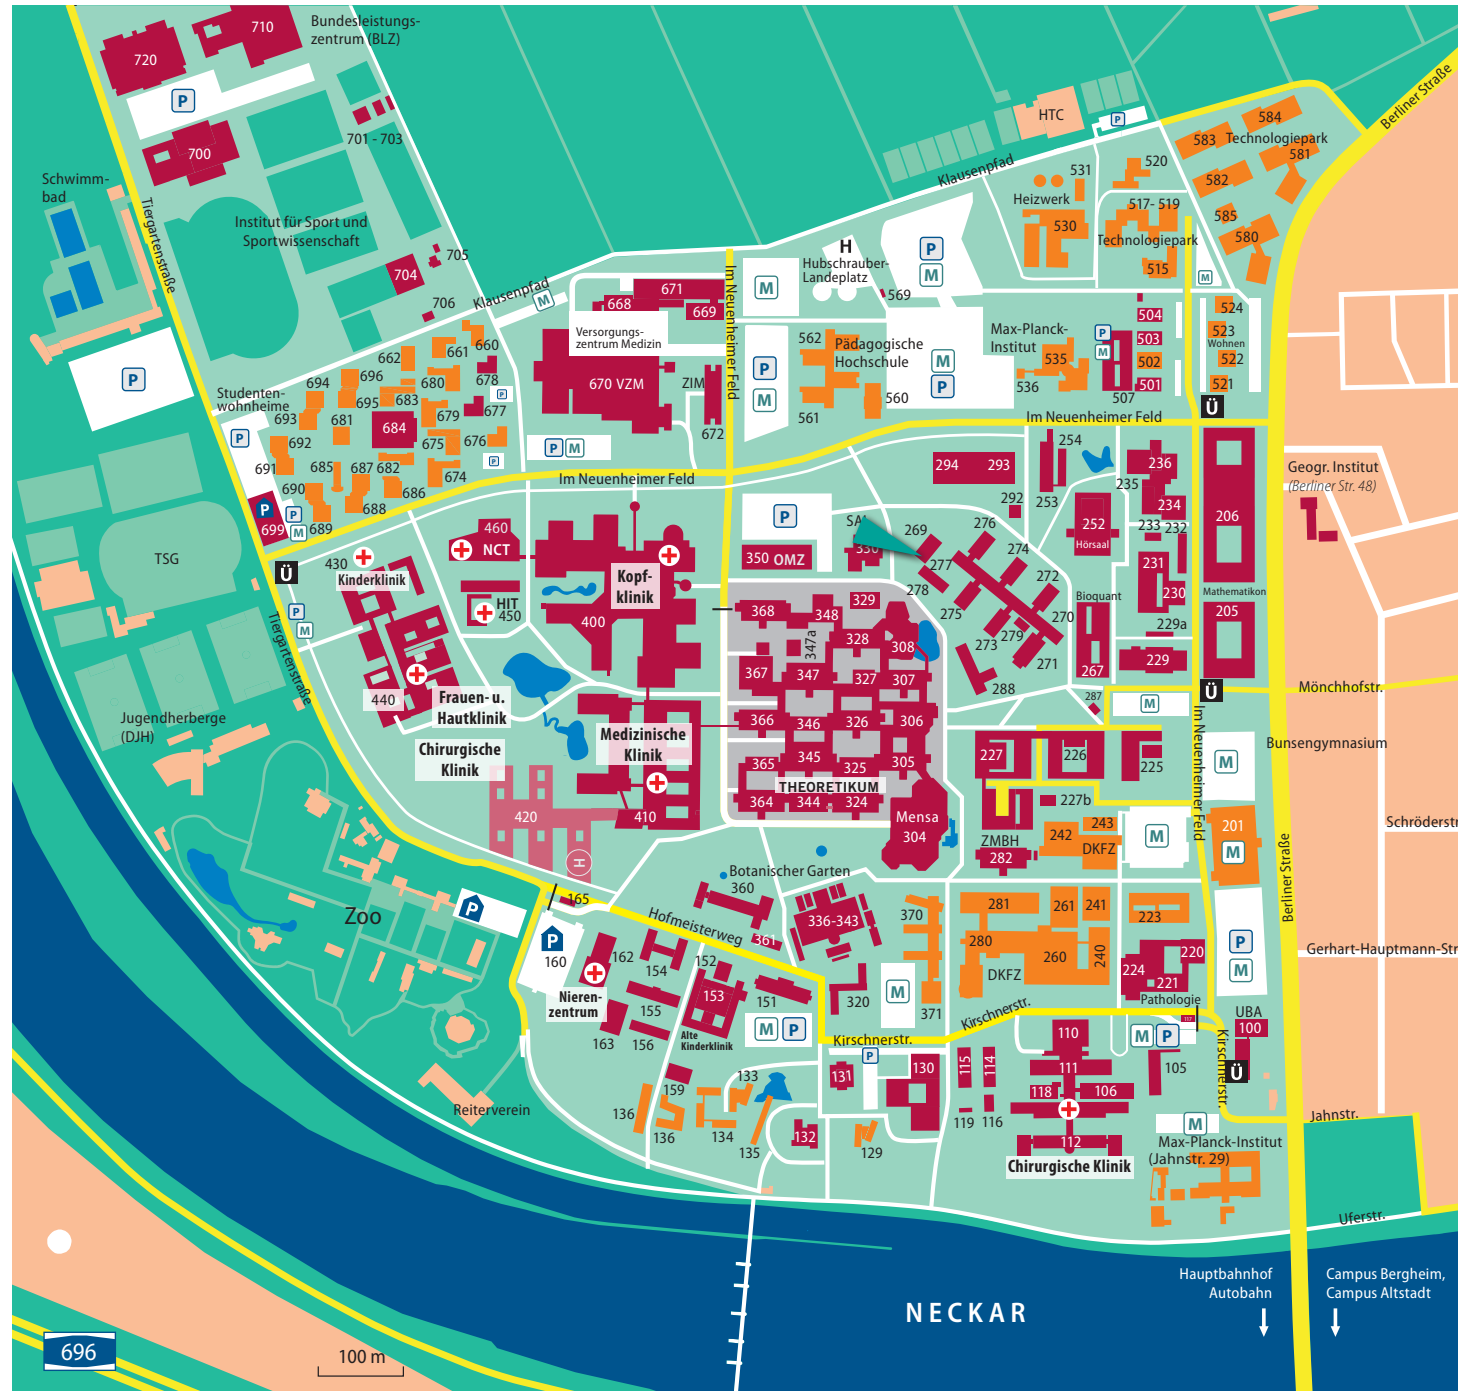 710
Bundesleistungs-
zentrum (BLZ)
720
P
701 - 703
700
HTC
P
584
583
Technologiepark
581
Berliner Straße
Schwimm-
bad
Klausenpfad
531
520
582
Heizwerk
517- 519
585
580
Tiergartenstraße
Institut für Sport und
Sportwissenschaft
530
Technologiepark
515
705
704
H
Hubschrauber-
Landeplatz
P
M
M
706
Klausenpfad
M
671
668
669
M
569
504
524
Im Neuenheimer Feld
Versorgungs-
zentrum Medizin
562
Pädagogische
Hochschule
Max-Planck-
Institut
P
M
503
523
Wohnen
660
661
662
M
P
535
502
522
P
696
680
678
670 VZM
ZIM
P
M
536
501
521
694
Studenten-
wohnheime
695
683
P
677
560
507
Ü
693
681
679
561
Im Neuenheimer Feld
684
672
P
692
675
676
P
M
254
236
691
685
687
682
P
674
294
293
235
Geogr. Institut
(Berliner Str. 48)
Im Neuenheimer Feld
690
686
253
234
P
699
P
M
688
689
292
206
P
460
NCT
269
276
252
Hörsaal
233
232
TSG
430
Kinderklinik
350 OMZ
277
274
231
Ü
Kopf-
klinik
278
272
HIT
450
329
275
Bioquant
230
Mathematikon
P
M
368
348
270
205
400
347a
328
308
273
279
229a
Tiergartenstraße
271
267
229
367
347
327
307
288
440
Frauen- u.
Hautklinik
287
Ü
Mönchhofstr.
M
Jugendherberge
(DJH)
366
346
326
306
Medizinische
Klinik
Im Neuenheimer Feld
Chirurgische
Klinik
227
226
225
Bunsengymnasium
M
365
345
325
305
THEORETIKUM
227b
364
344
324
420
410
Mensa
304
243
242
DKFZ
201
M
M
Schröderstr
ZMBH
282
H
Botanischer Garten
360
165
Berliner Straße
281
261
241
223
Zoo
P
Hofmeisterweg
336-343
370
361
P
160
162
154
152
280
260
240
220
P
M
Gerhart-Hauptmann-Str
DKFZ
224
221
Pathologie
Nieren-
zentrum
155
153
151
320
M
371
Kirschnerstr.
UBA
100
163
156
Alte
Kinderklinik
M
P
Kirschnerstr.
P
110
117
M
P
Kirschnerstr.
159
131
130
115
114
111
105
Ü
133
118
106
Reiterverein
136
136
134
135
132
129
119
116
M
Jahnstr.
112
Chirurgische Klinik
Max-Planck-Institut
(Jahnstr. 29)
Uferstr.
Hauptbahnhof
Autobahn
Campus Bergheim,
Campus Altstadt
NECKAR
696
100 m